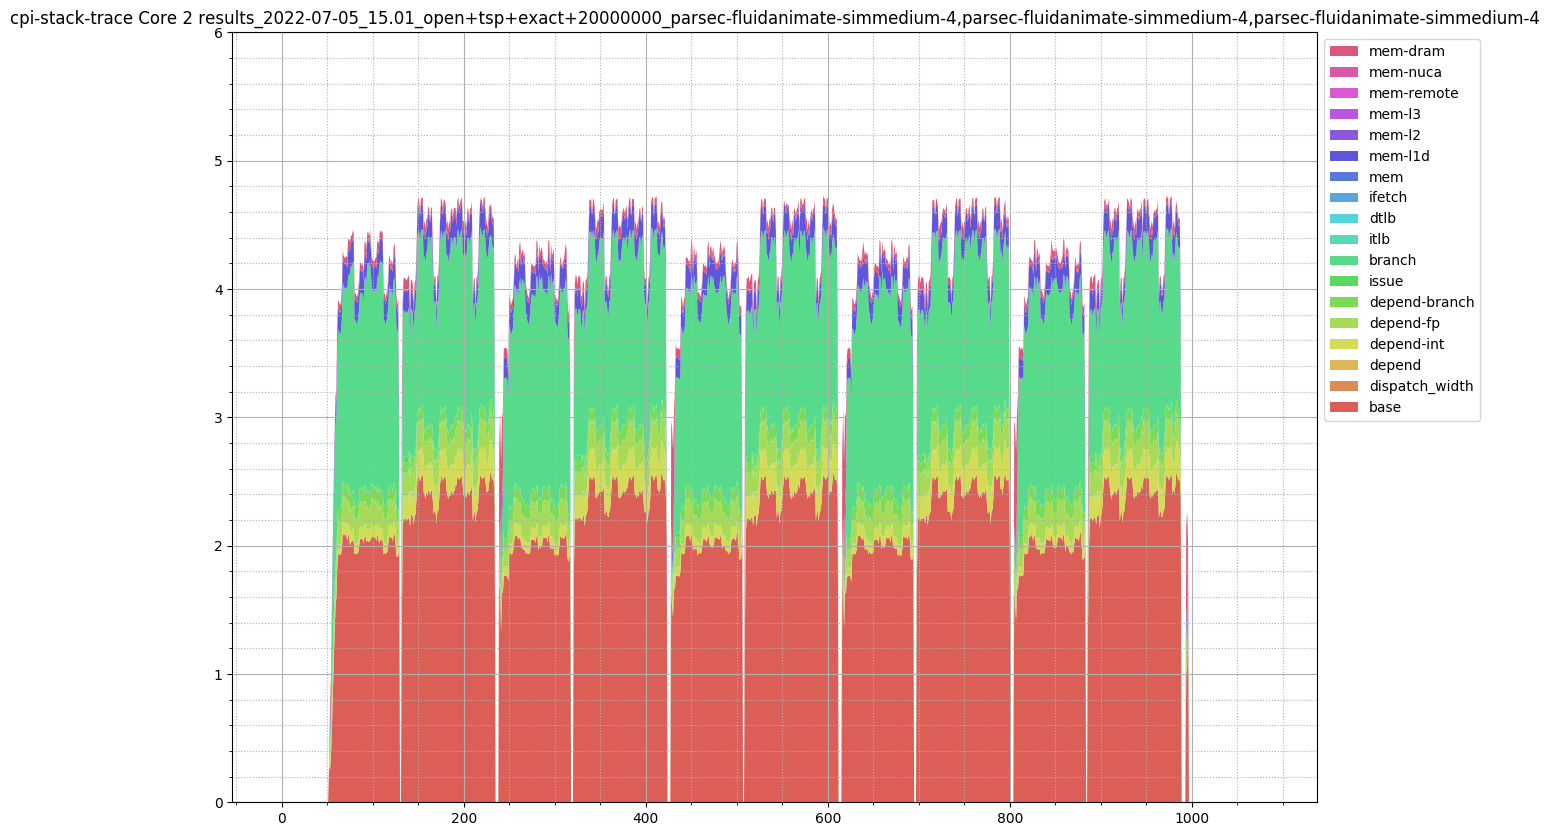 cpi-stack-trace Core 2 results_2022-07-05_15.01_open+tsp+exact+20000000_parsec-fluidanimate-simmedium-4,parsec-fluidanimate-simmedium-4,parsec-fluidanimate-simmedium-4
6
5
4
3
2
1
0
0 200 400 600 800 1000
mem-dram
mem-nuca
mem-remote
mem-l3
mem-l2
mem-l1d
mem
ifetch
dtlb
itlb
branch
issue
depend-branch
depend-fp
depend-int
depend
dispatch_width
base